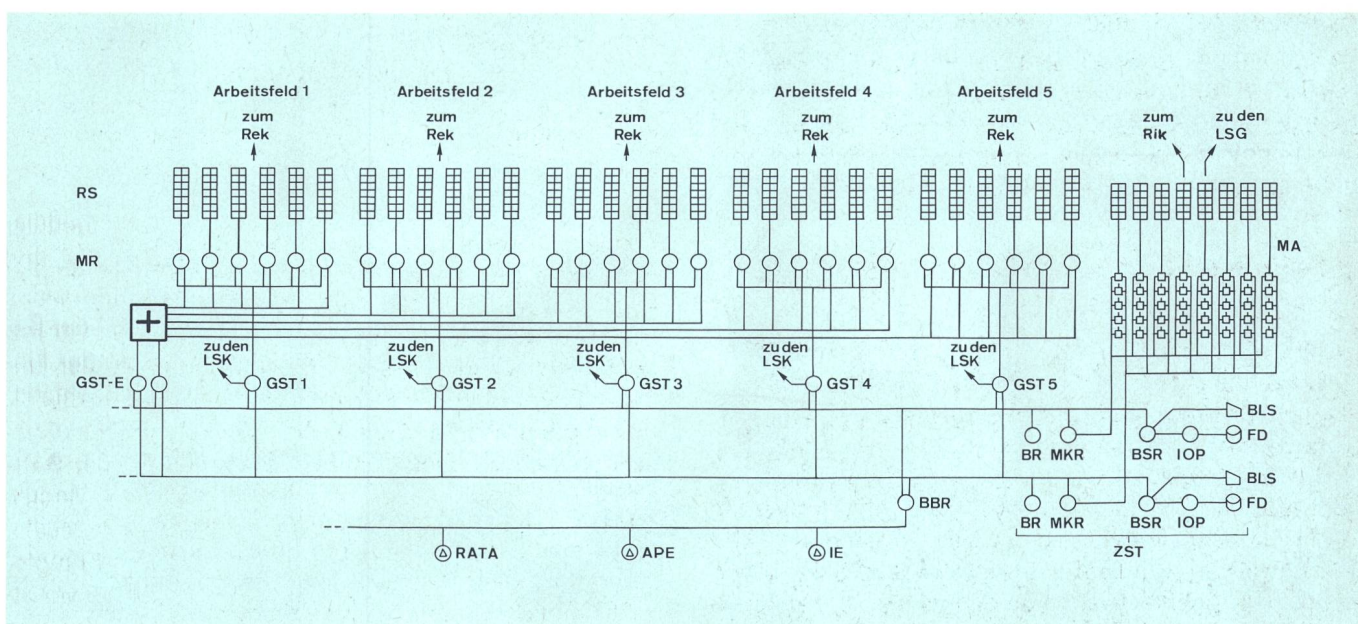 Arbeitsfeld 1 Arbeitsfeld 2 Arbeitsfeld 3 Arbeitsfeld 4 Arbeitsfeld 5
zum zum zum zum zum zum zu den
Rek Rek Rek Rek Rek Rik LSG
RS
MR MA
zu den zu den zu den zu den
LSK LSK LSK LSK
GST-E GST 1 GST 2 GST 3 GST 4 GST 5
BLS
BR MKR BSR IOP FD
BLS
BBR FD
BR MKR BSR IOP
RATA APE IE ZST